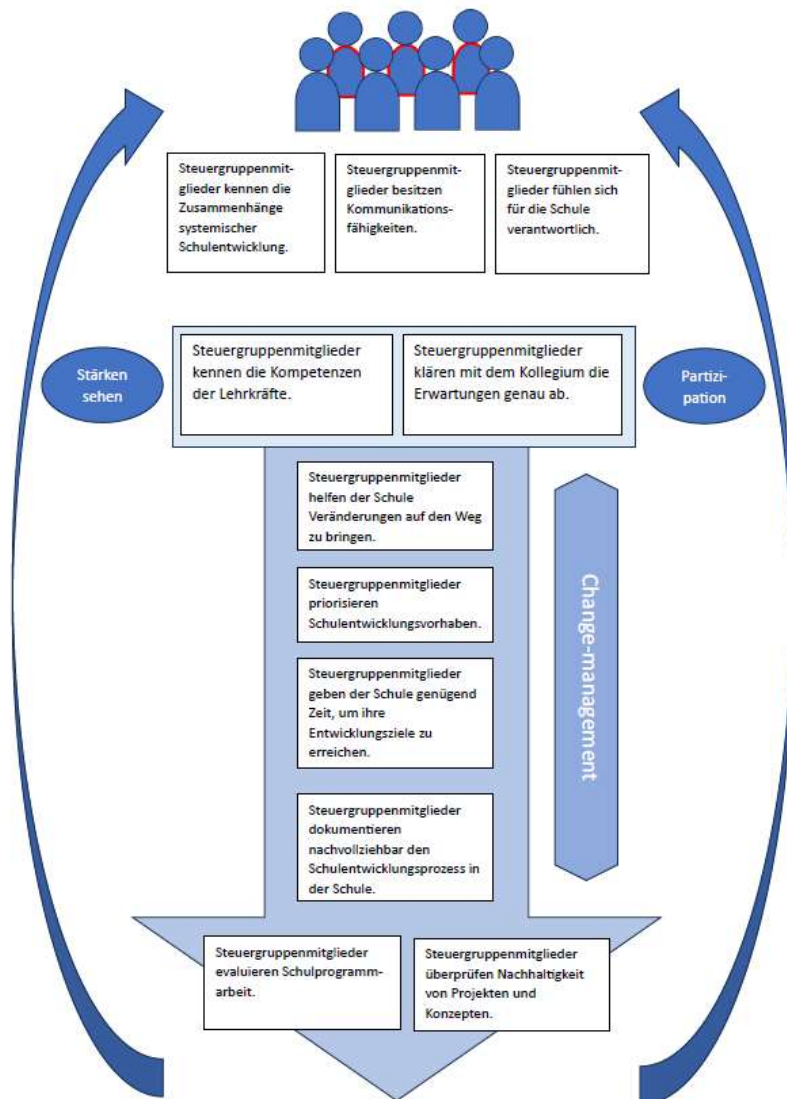 Steuergruppenmit-
glieder kennen die
Zusammenhänge
systemischer
Schulentwicklung.
Steuergruppenmit-
glieder besitzen
Kommunikations-
fähigkeiten.
Steuergruppenmit-
glieder fühlen sich
für die Schule
verantwortlich.
Stärken
sehen
Steuergruppenmitglieder
kennen die Kompetenzen
der Lehrkräfte.
Steuergruppenmitglieder
klären mit dem Kollegium die
Erwartungen genau ab.
Partizi-
pation
Steuergruppenmitglieder
helfen der Schule
Veränderungen auf den Weg
zu bringen.
Steuergruppenmitglieder
priorisieren
Schulentwicklungsvorhaben.
Steuergruppenmitglieder
geben der Schule genügend
Zeit, um ihre
Entwicklungsziele zu
erreichen.
Steuergruppenmitglieder
dokumentieren
nachvollziehbar den
Schulentwicklungsprozess in
der Schule.
Change-management
Steuergruppenmitglieder
evaluieren Schulprogramm-
arbeit.
Steuergruppenmitglieder
überprüfen Nachhaltigkeit
von Projekten und
Konzepten.